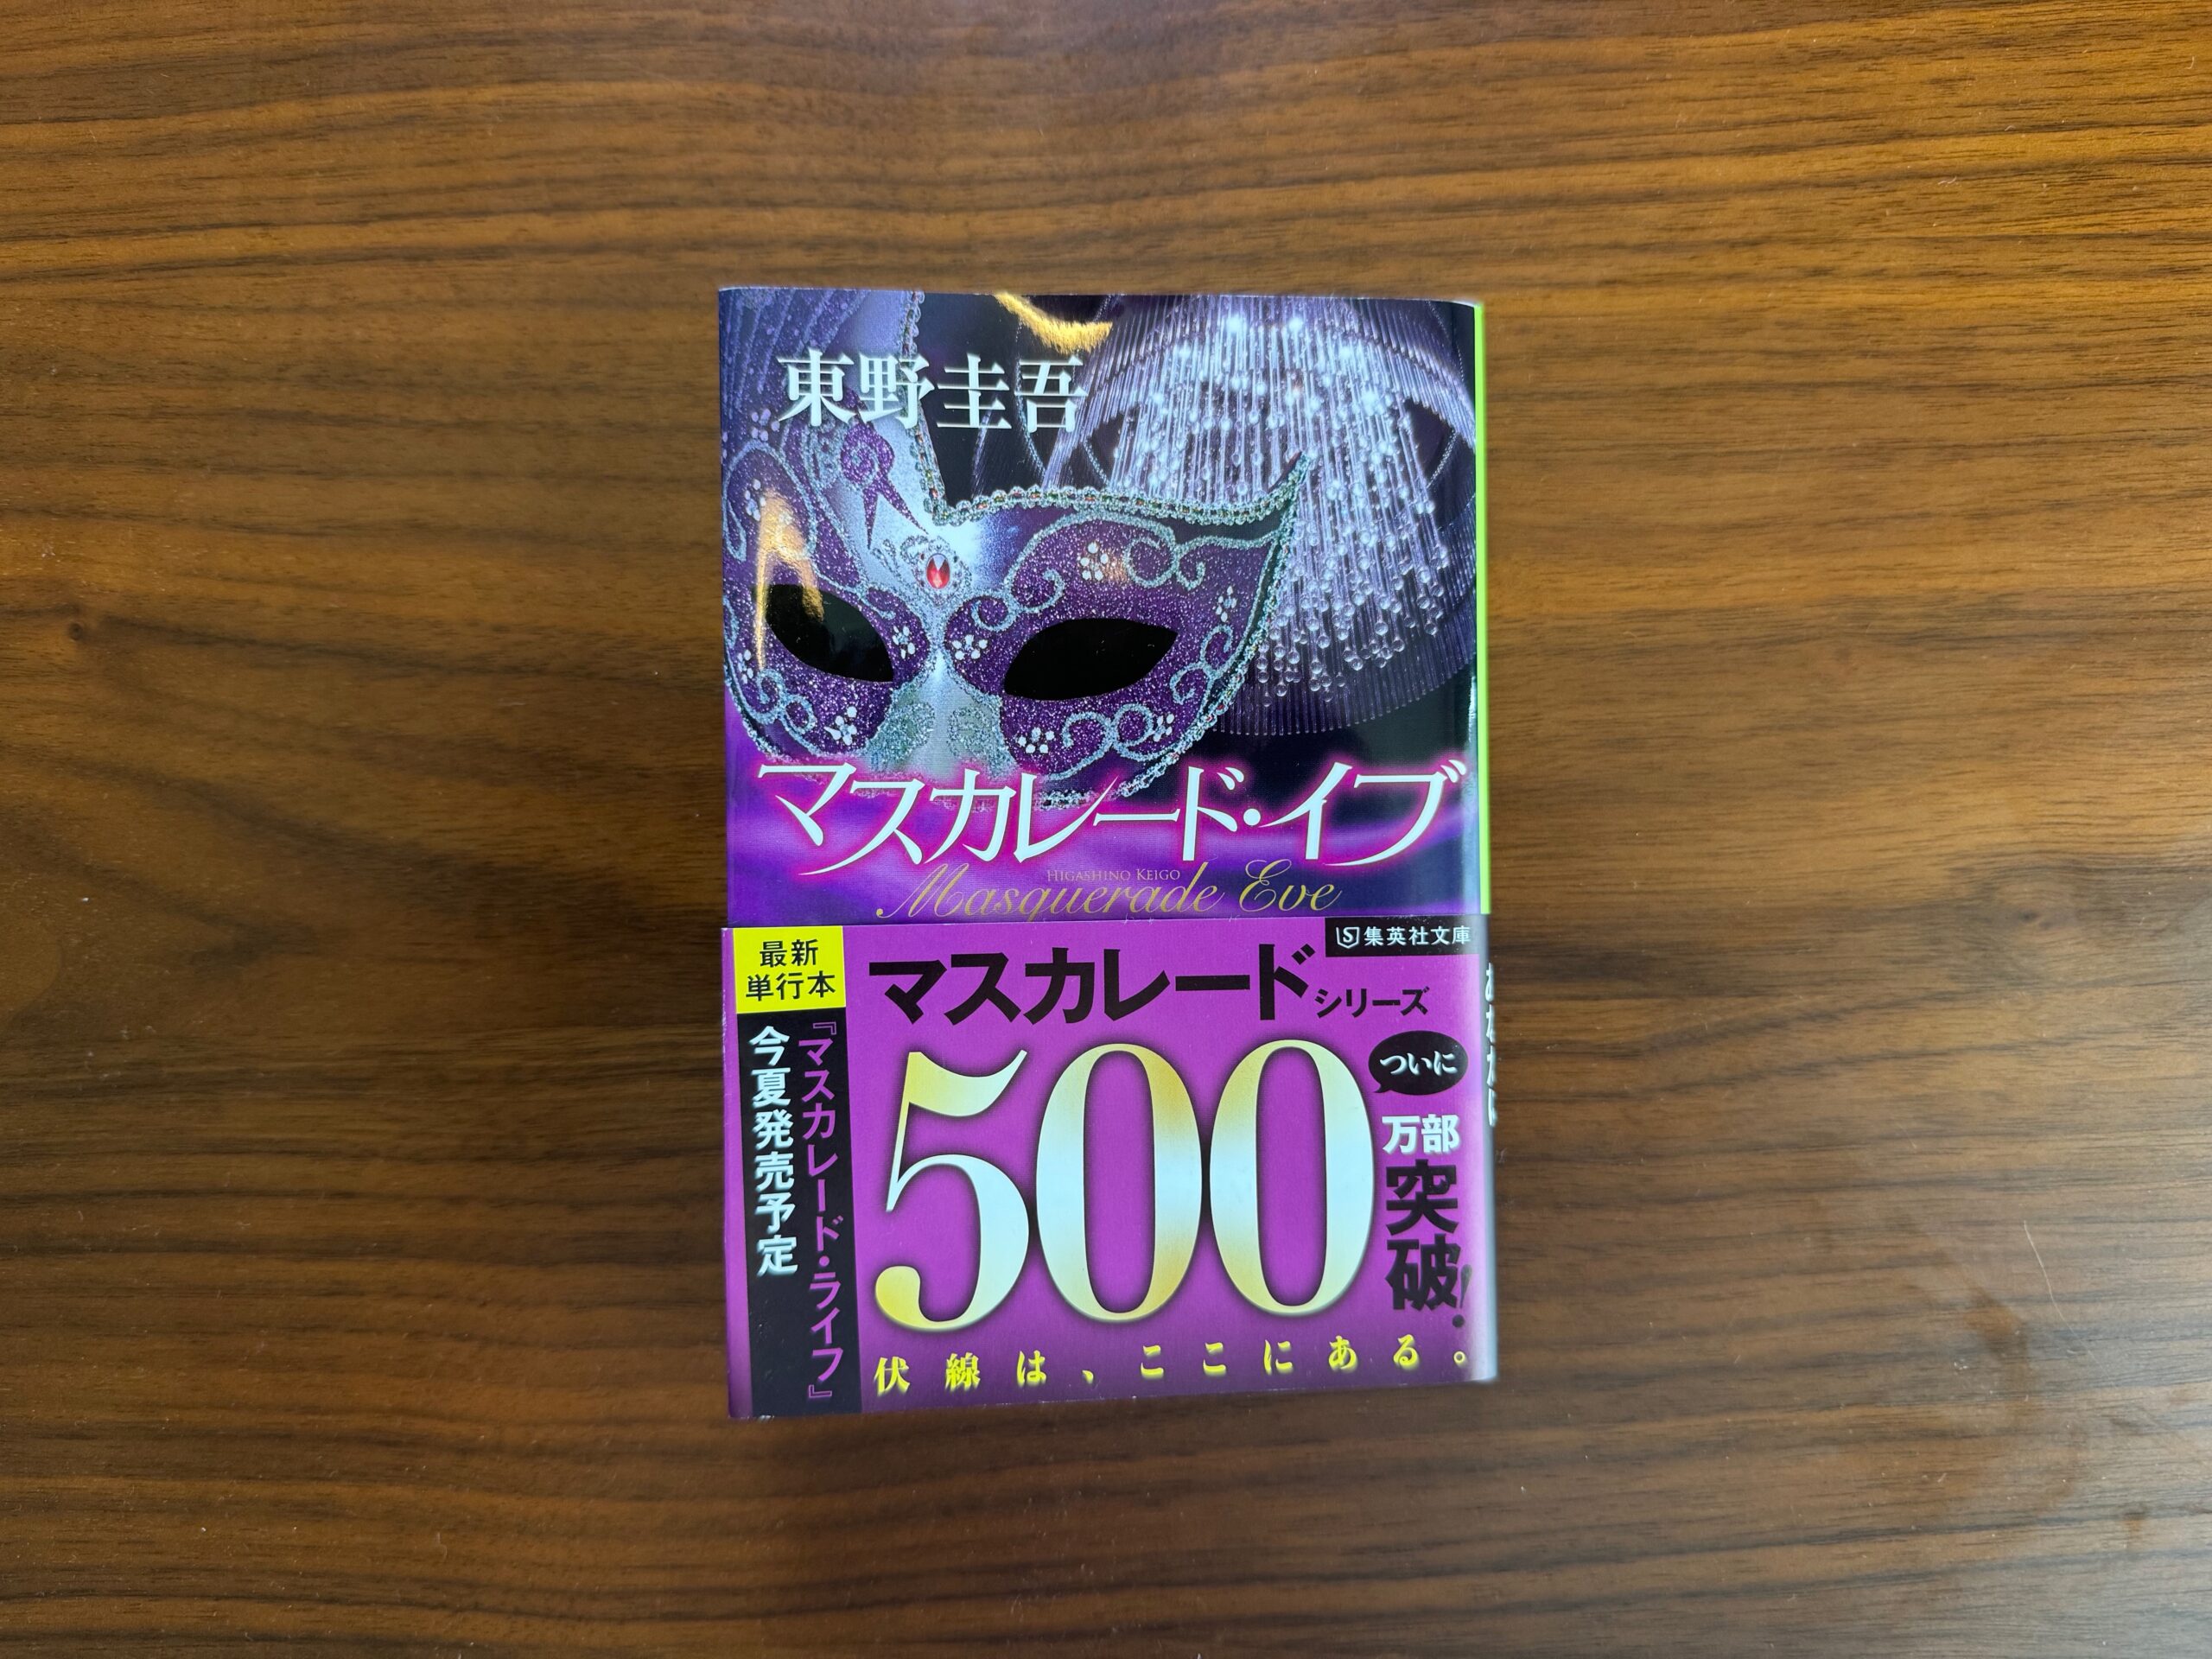 東野圭吾
マスカレード・イブ
HIGASHINO KEIGO
Masquerade Eve
集英社文庫
マスカレードシリーズ
ついに
500万部
突破!
伏線は、ここにある。
最新
単行本
『マスカレード・ライフ』
今夏発売予定